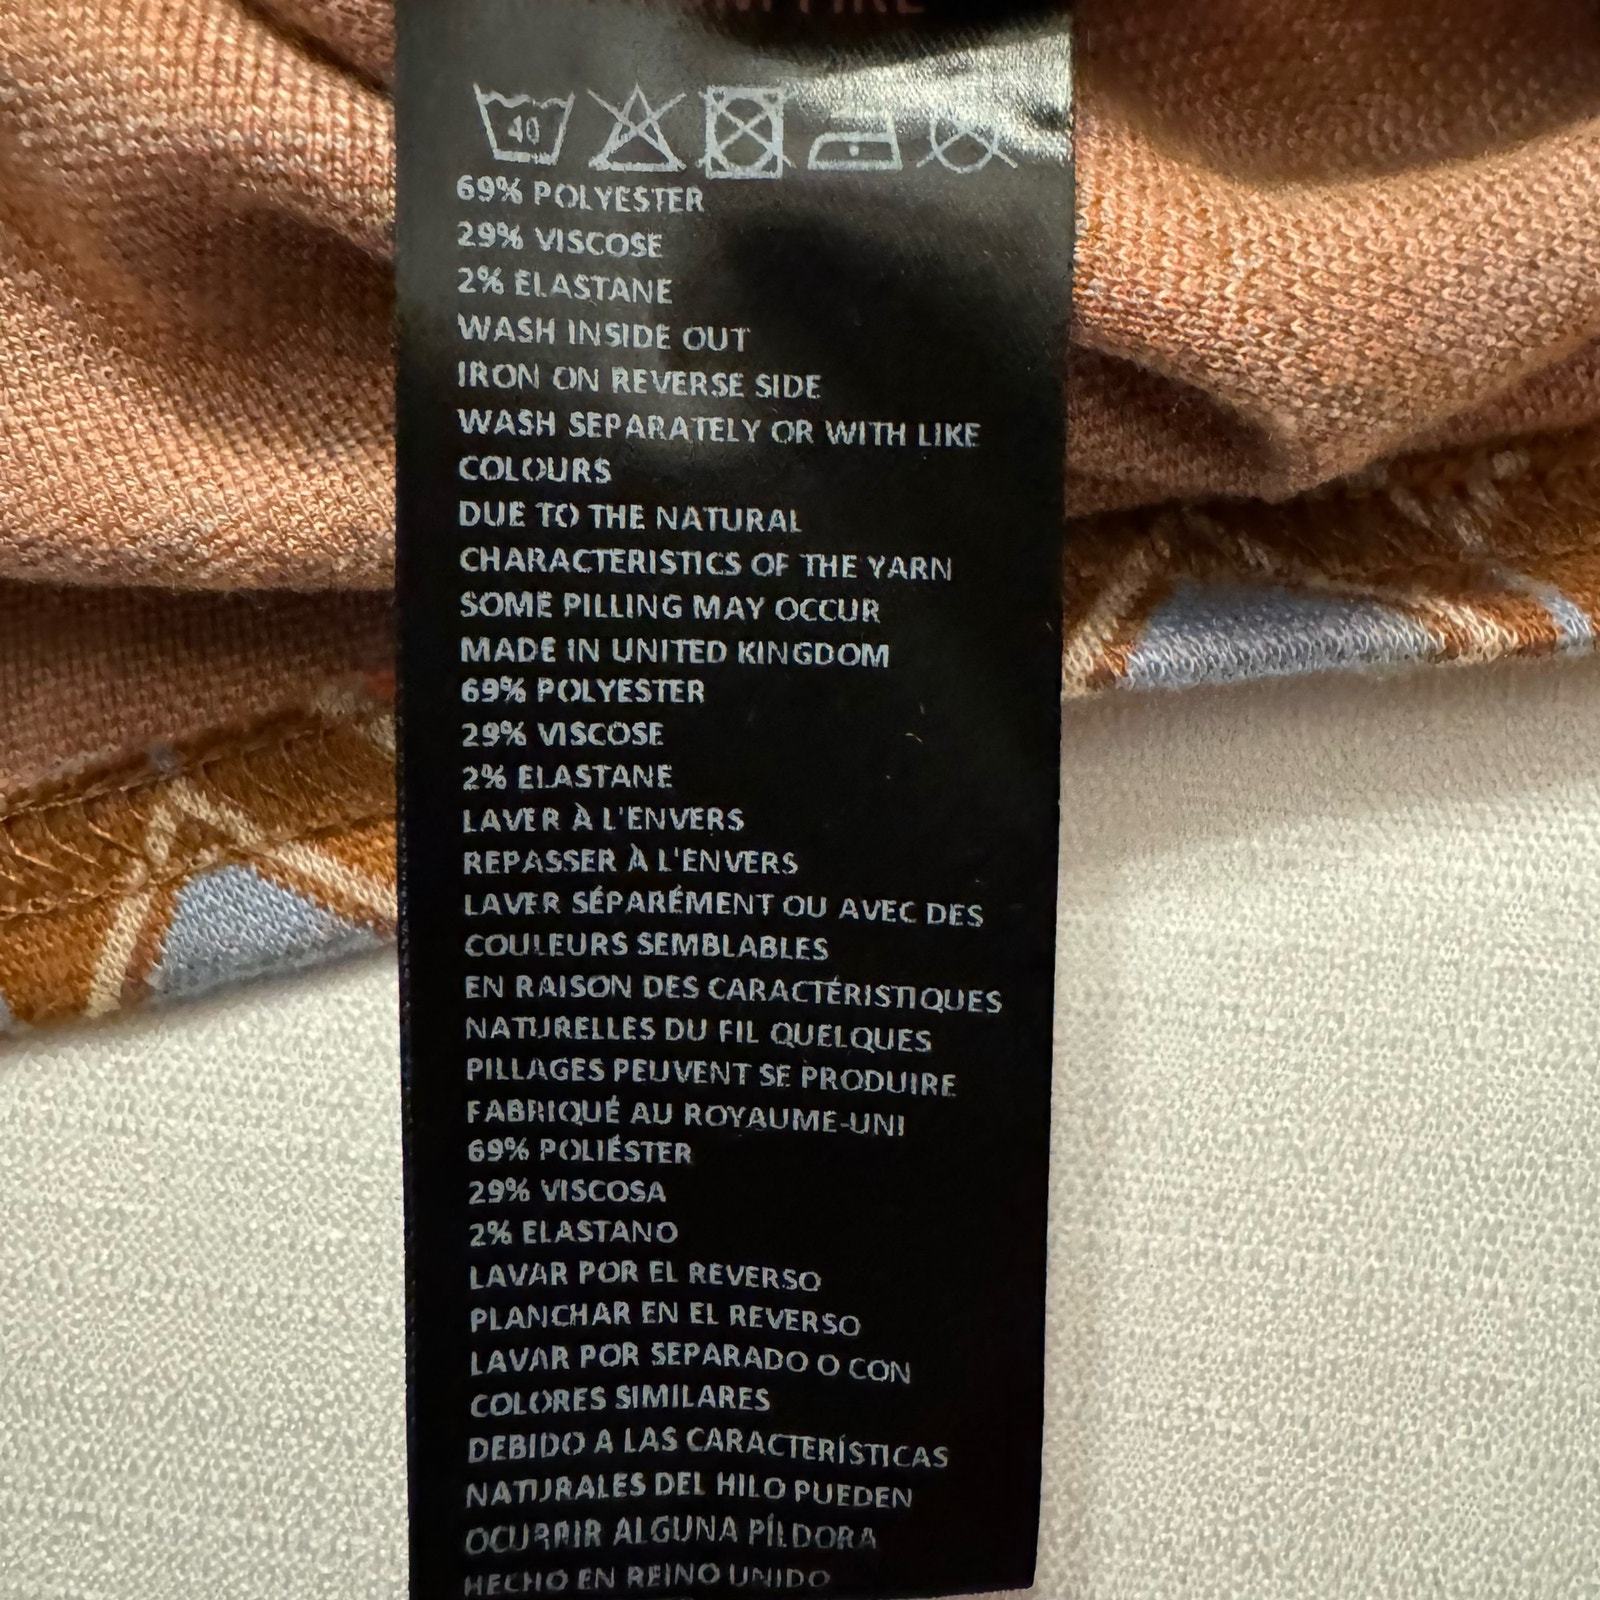 40
69% POLYESTER
29% VISCOSE
2% ELASTANE
WASH INSIDE OUT
IRON ON REVERSE SIDE
WASH SEPARATELY OR WITH LIKE
COLOURS
DUE TO THE NATURAL
CHARACTERISTICS OF THE YARN
SOME PILLING MAY OCCUR
MADE IN UNITED KINGDOM
69% POLYESTER
29% VISCOSE
2% ELASTANE
LAVER À L'ENVERS
REPASSER À L'ENVERS
LAVER SÉPARÉMENT OU AVEC DES
COULEURS SEMBLABLES
EN RAISON DES CARACTÉRISTIQUES
NATURELLES DU FIL QUELQUES
PILLAGES PEUVENT SE PRODUIRE
FABRIQUÉ AU ROYAUME-UNI
69% POLIÉSTER
29% VISCOSA
2% ELASTANO
LAVAR POR EL REVERSO
PLANCHAR EN EL REVERSO
LAVAR POR SEPARADO O CON
COLORES SIMILARES
DEBIDO A LAS CARACTERÍSTICAS
NATURALES DEL HILO PUEDEN
OCURRIR ALGUNA PÍLDORA
HECHO EN REINO UNIDO